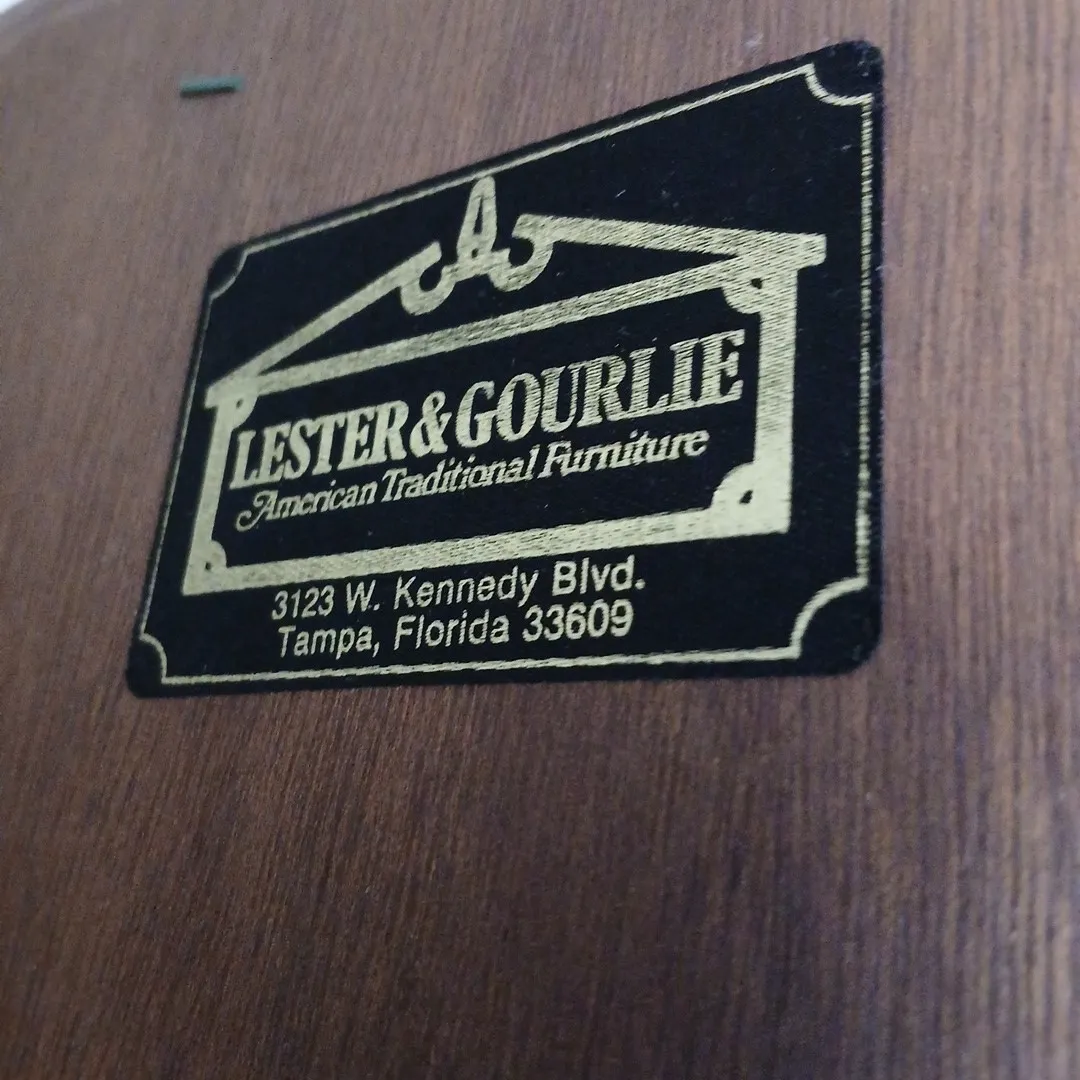 LESTER & GOURLIE
American Traditional Furniture
3123 W. Kennedy Blvd.
Tampa, Florida 33609